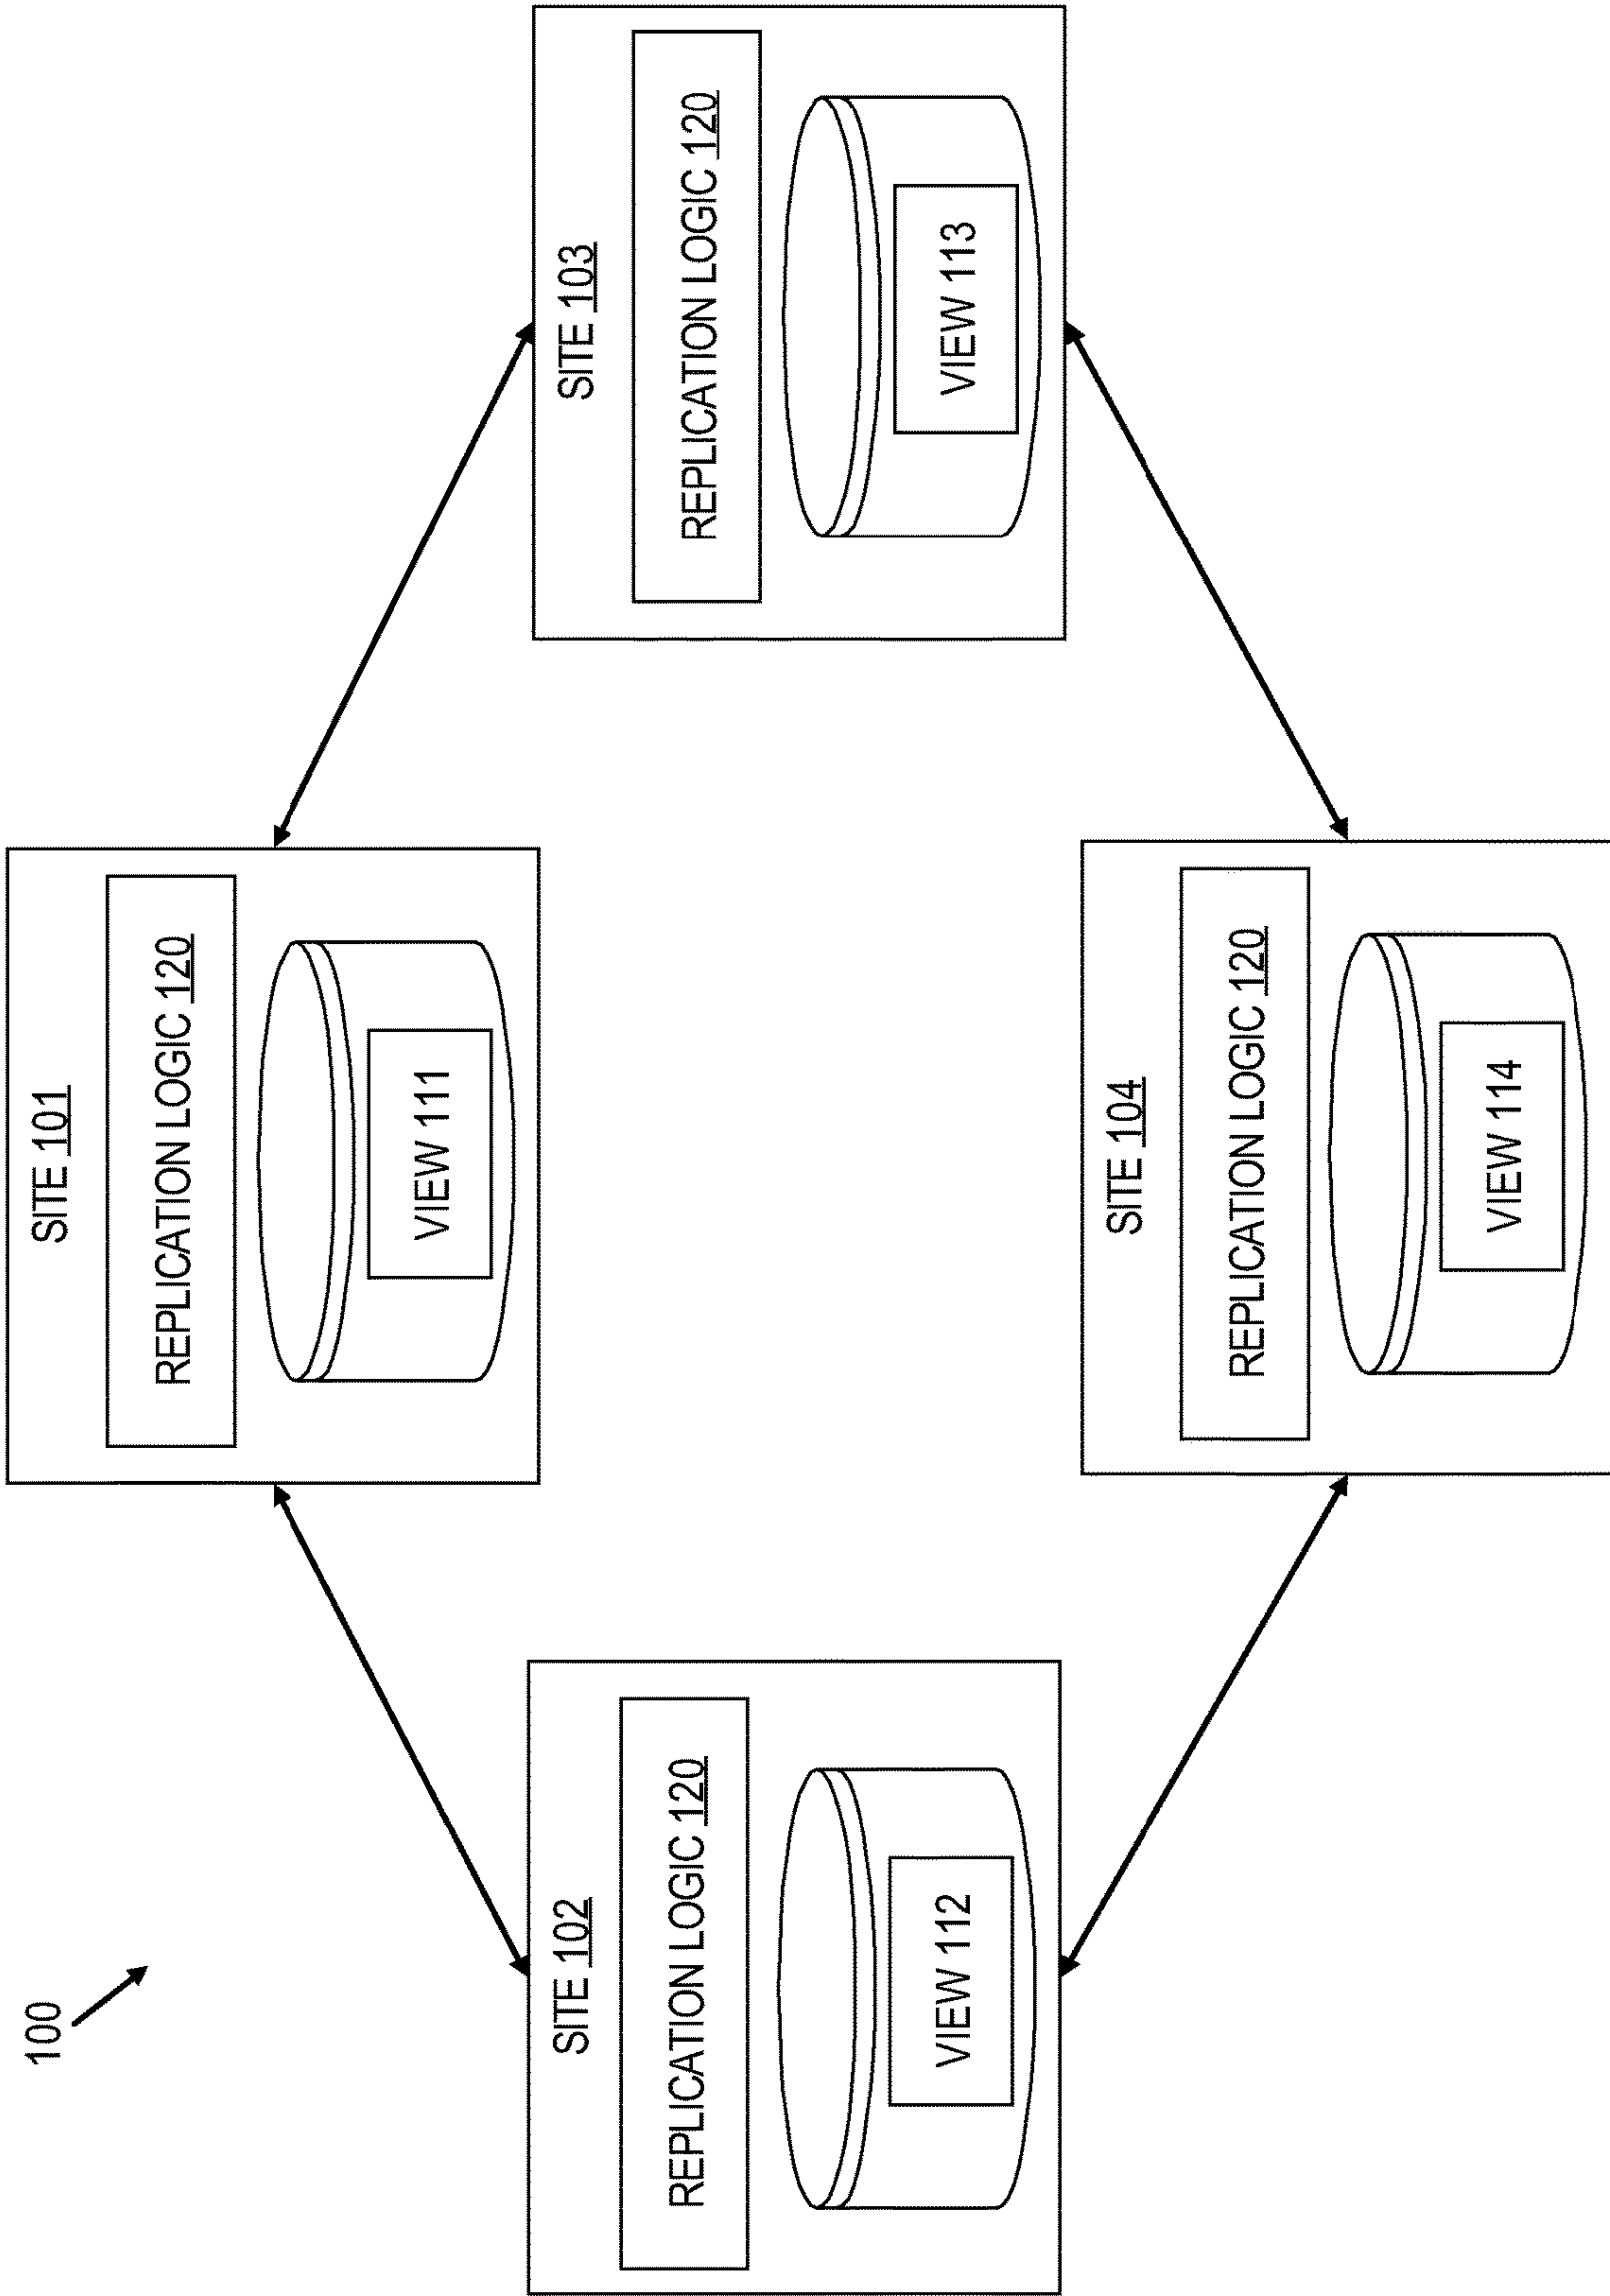 100
SITE 101
REPLICATION LOGIC 120
VIEW 111
SITE 102
REPLICATION LOGIC 120
VIEW 112
SITE 103
REPLICATION LOGIC 120
VIEW 113
SITE 104
REPLICATION LOGIC 120
VIEW 114